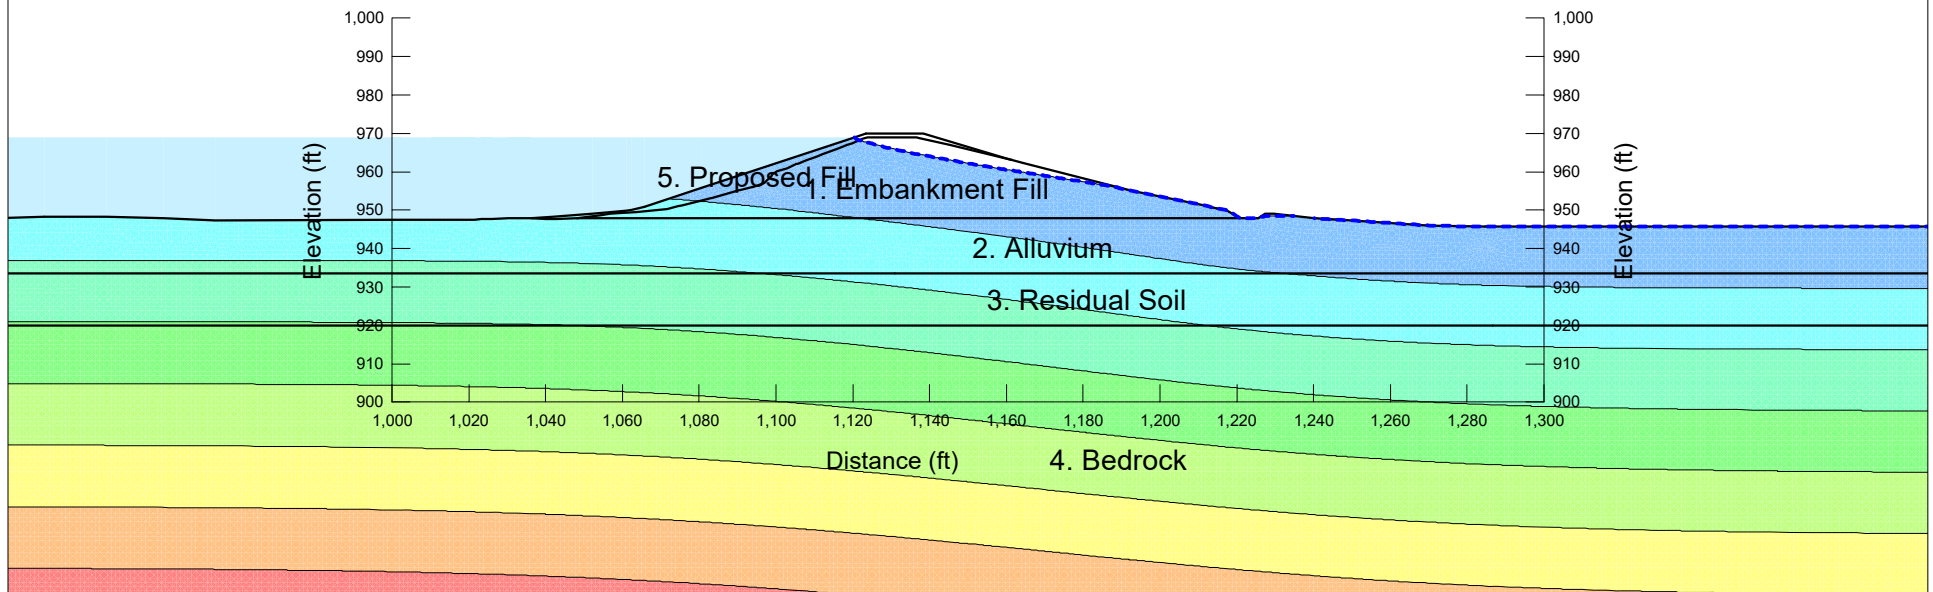 1,000 1,000
990 990
980 980
970 970
960 960
5. Proposed Fill
1. Embankment Fill
950 950
940 940
2. Alluvium
930 930
3. Residual Soil
920 920
910 910
900 900
Elevation (ft)
Elevation (ft)
1,000 1,020 1,040 1,060 1,080 1,100 1,120 1,140 1,160 1,180 1,200 1,220 1,240 1,260 1,280 1,300
Distance (ft)
4. Bedrock